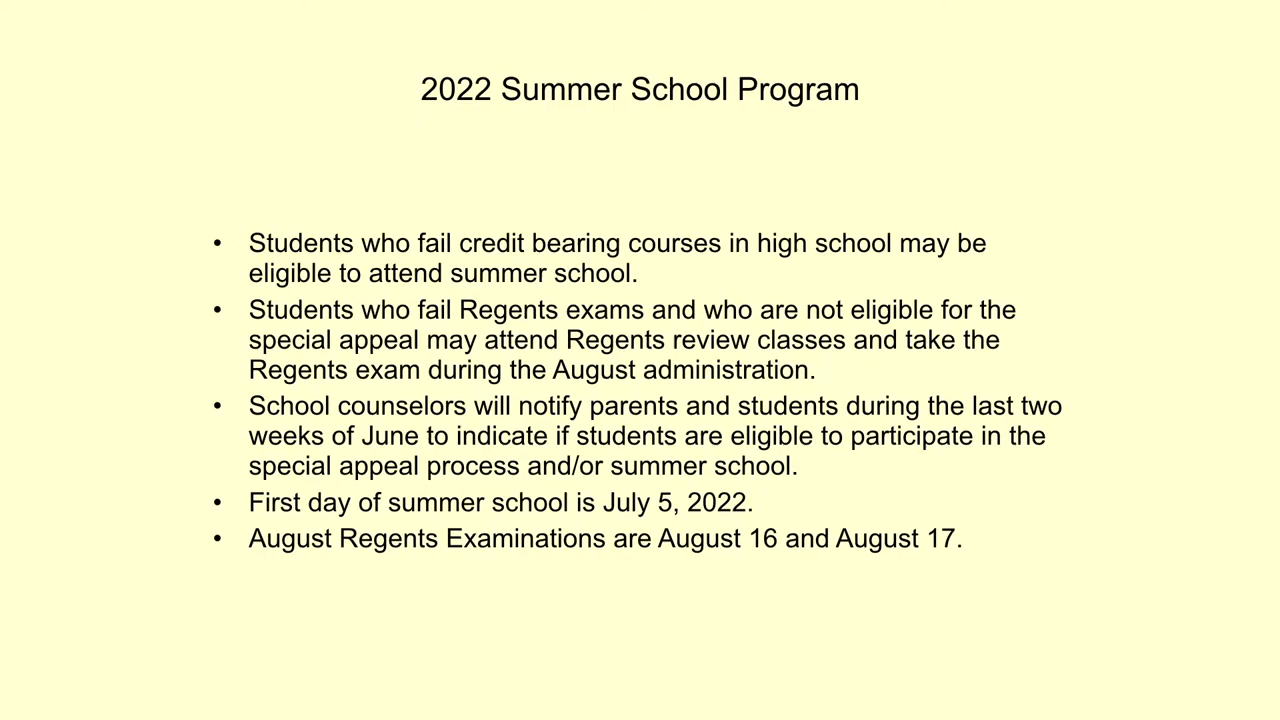 2022 Summer School Program
• Students who fail credit bearing courses in high school may be
eligible to attend summer school.
• Students who fail Regents exams and who are not eligible for the
special appeal may attend Regents review classes and take the
Regents exam during the August administration.
• School counselors will notify parents and students during the last two
weeks of June to indicate if students are eligible to participate in the
special appeal process and/or summer school.
• First day of summer school is July 5, 2022.
• August Regents Examinations are August 16 and August 17.